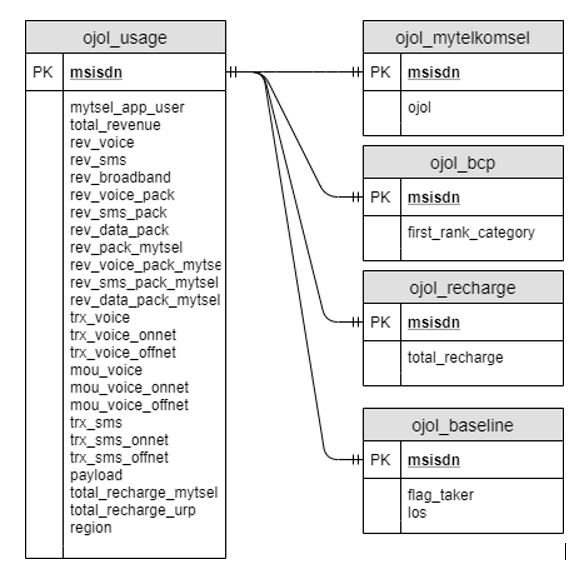 ojol_usage
PK msisdn
mytsel_app_user
total_revenue
rev_voice
rev_sms
rev_broadband
rev_voice_pack
rev_sms_pack
rev_data_pack
rev_pack_mytsel
rev_voice_pack_mytse
rev_sms_pack_mytsel
rev_data_pack_mytsel
trx_voice
trx_voice_onnet
trx_voice_offnet
mou_voice
mou_voice_onnet
mou_voice_offnet
trx_sms
trx_sms_onnet
trx_sms_offnet
payload
total_recharge_mytsel
total_recharge_urp
region
ojol_mytelkomsel
PK msisdn
ojol
ojol_bcp
PK msisdn
first_rank_category
ojol_recharge
PK msisdn
total_recharge
ojol_baseline
PK msisdn
flag_taker
los